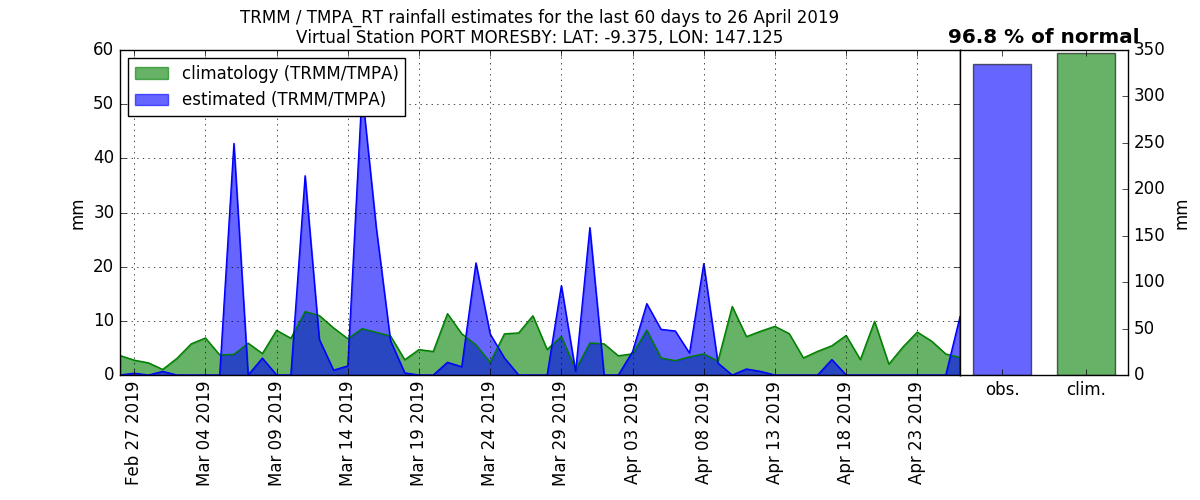 TRMM / TMPA_RT rainfall estimates for the last 60 days to 26 April 2019
Virtual Station PORT MORESBY: LAT: -9.375, LON: 147.125
96.8 % of normal
climatology (TRMM/TMPA)
estimated (TRMM/TMPA)
60
50
40
30
20
10
0
mm
Feb 27 2019
Mar 04 2019
Mar 09 2019
Mar 14 2019
Mar 19 2019
Mar 24 2019
Mar 29 2019
Apr 03 2019
Apr 08 2019
Apr 13 2019
Apr 18 2019
Apr 23 2019
350
300
250
200
150
100
50
0
mm
obs.
clim.